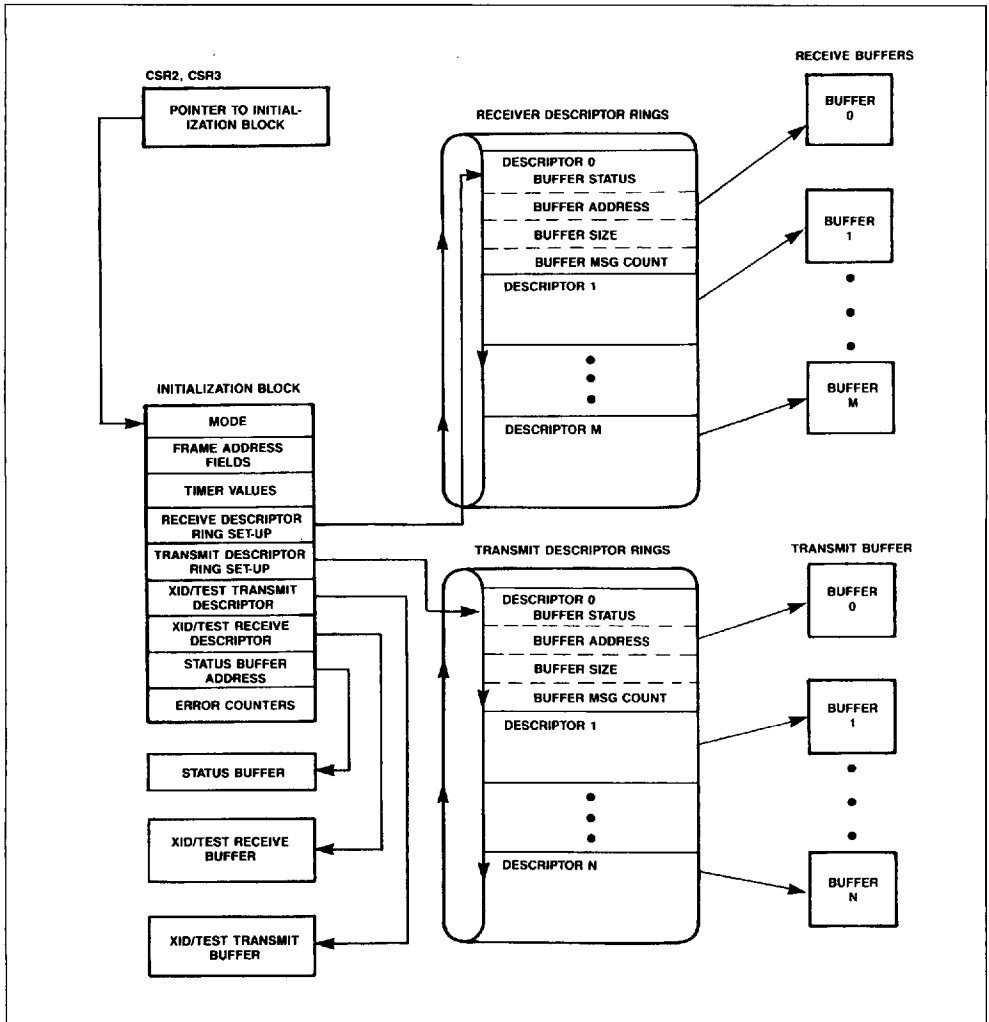 CSR2, CSR3
POINTER TO INITIAL-
IZATION BLOCK
INITIALIZATION BLOCK
MODE
FRAME ADDRESS
FIELDS
TIMER VALUES
RECEIVE DESCRIPTOR
RING SET-UP
TRANSMIT DESCRIPTOR
RING SET-UP
XID/TEST TRANSMIT
DESCRIPTOR
XID/TEST RECEIVE
DESCRIPTOR
STATUS BUFFER
ADDRESS
ERROR COUNTERS
STATUS BUFFER
XID/TEST RECEIVE
BUFFER
XID/TEST TRANSMIT
BUFFER
RECEIVER DESCRIPTOR RINGS
DESCRIPTOR 0
BUFFER STATUS
BUFFER ADDRESS
BUFFER SIZE
BUFFER MSG COUNT
DESCRIPTOR 1
DESCRIPTOR M
RECEIVE BUFFERS
BUFFER
0
BUFFER
1
BUFFER
M
TRANSMIT DESCRIPTOR RINGS
DESCRIPTOR 0
BUFFER STATUS
BUFFER ADDRESS
BUFFER SIZE
BUFFER MSG COUNT
DESCRIPTOR 1
DESCRIPTOR N
TRANSMIT BUFFER
BUFFER
0
BUFFER
1
BUFFER
N